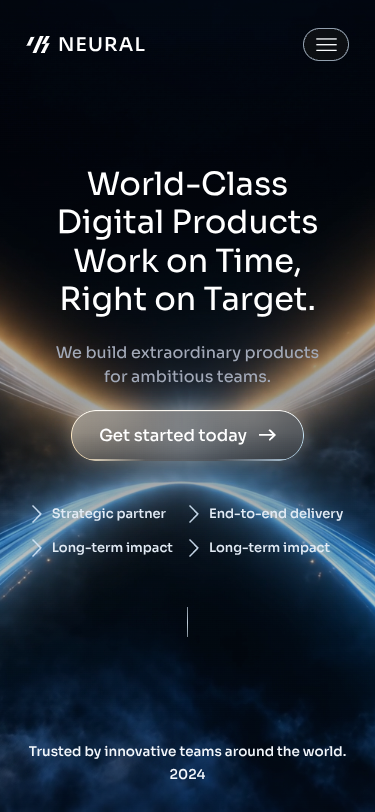 NEURAL
World-Class
Digital Products
Work on Time,
Right on Target.
We build extraordinary products
for ambitious teams.
Get started today
Strategic partner End-to-end delivery
Long-term impact Long-term impact
Trusted by innovative teams around the world.
2024